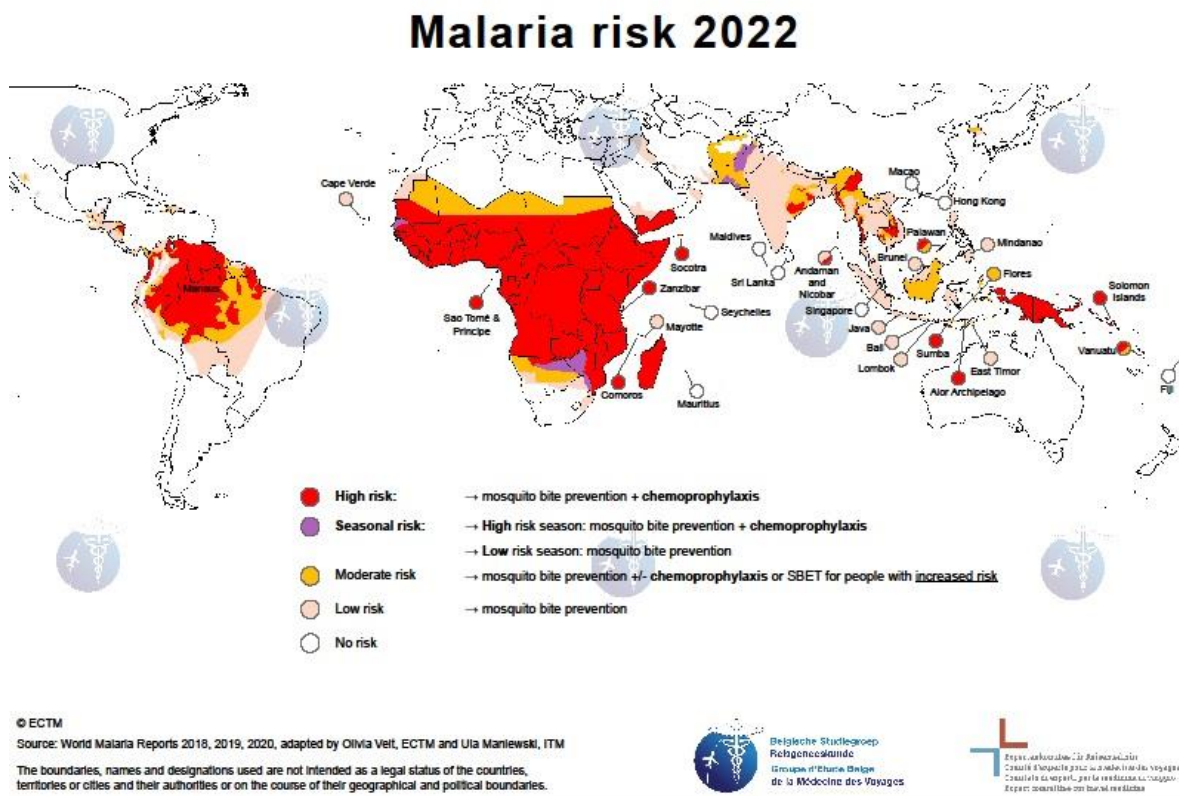 Malaria risk 2022
Cape Verde
Macao
Hong Kong
Maldives
Palawan
Mindanao
Brunei
Socotra
Sri Lanka
Andaman
and
Nicobar
Flores
Manaus
Zanzibar
Solomon
Islands
Sao Tomé &
Principe
Seychelles
Singapore
Mayotte
Java
Bali
Sumba
Vanuatu
Lombok
East Timor
Comoros
Mauritius
Alor Archipelago
Fiji
High risk: → mosquito bite prevention + chemoprophylaxis
Seasonal risk: → High risk season: mosquito bite prevention + chemoprophylaxis
→ Low risk season: mosquito bite prevention
Moderate risk → mosquito bite prevention +/- chemoprophylaxis or SBET for people with increased risk
Low risk → mosquito bite prevention
No risk
© ECTM
Source: World Malaria Reports 2018, 2019, 2020, adapted by Olivia Veit, ECTM and Ula Maniewski, ITM
The boundaries, names and designations used are not intended as a legal status of the countries,
territories or cities and their authorities or on the course of their geographical and political boundaries.
Belgische Studiegroep
Reisgeneeskunde
Groupe d'Etude Belge
de la Médecine des Voyages
Expert committee for travel medicine